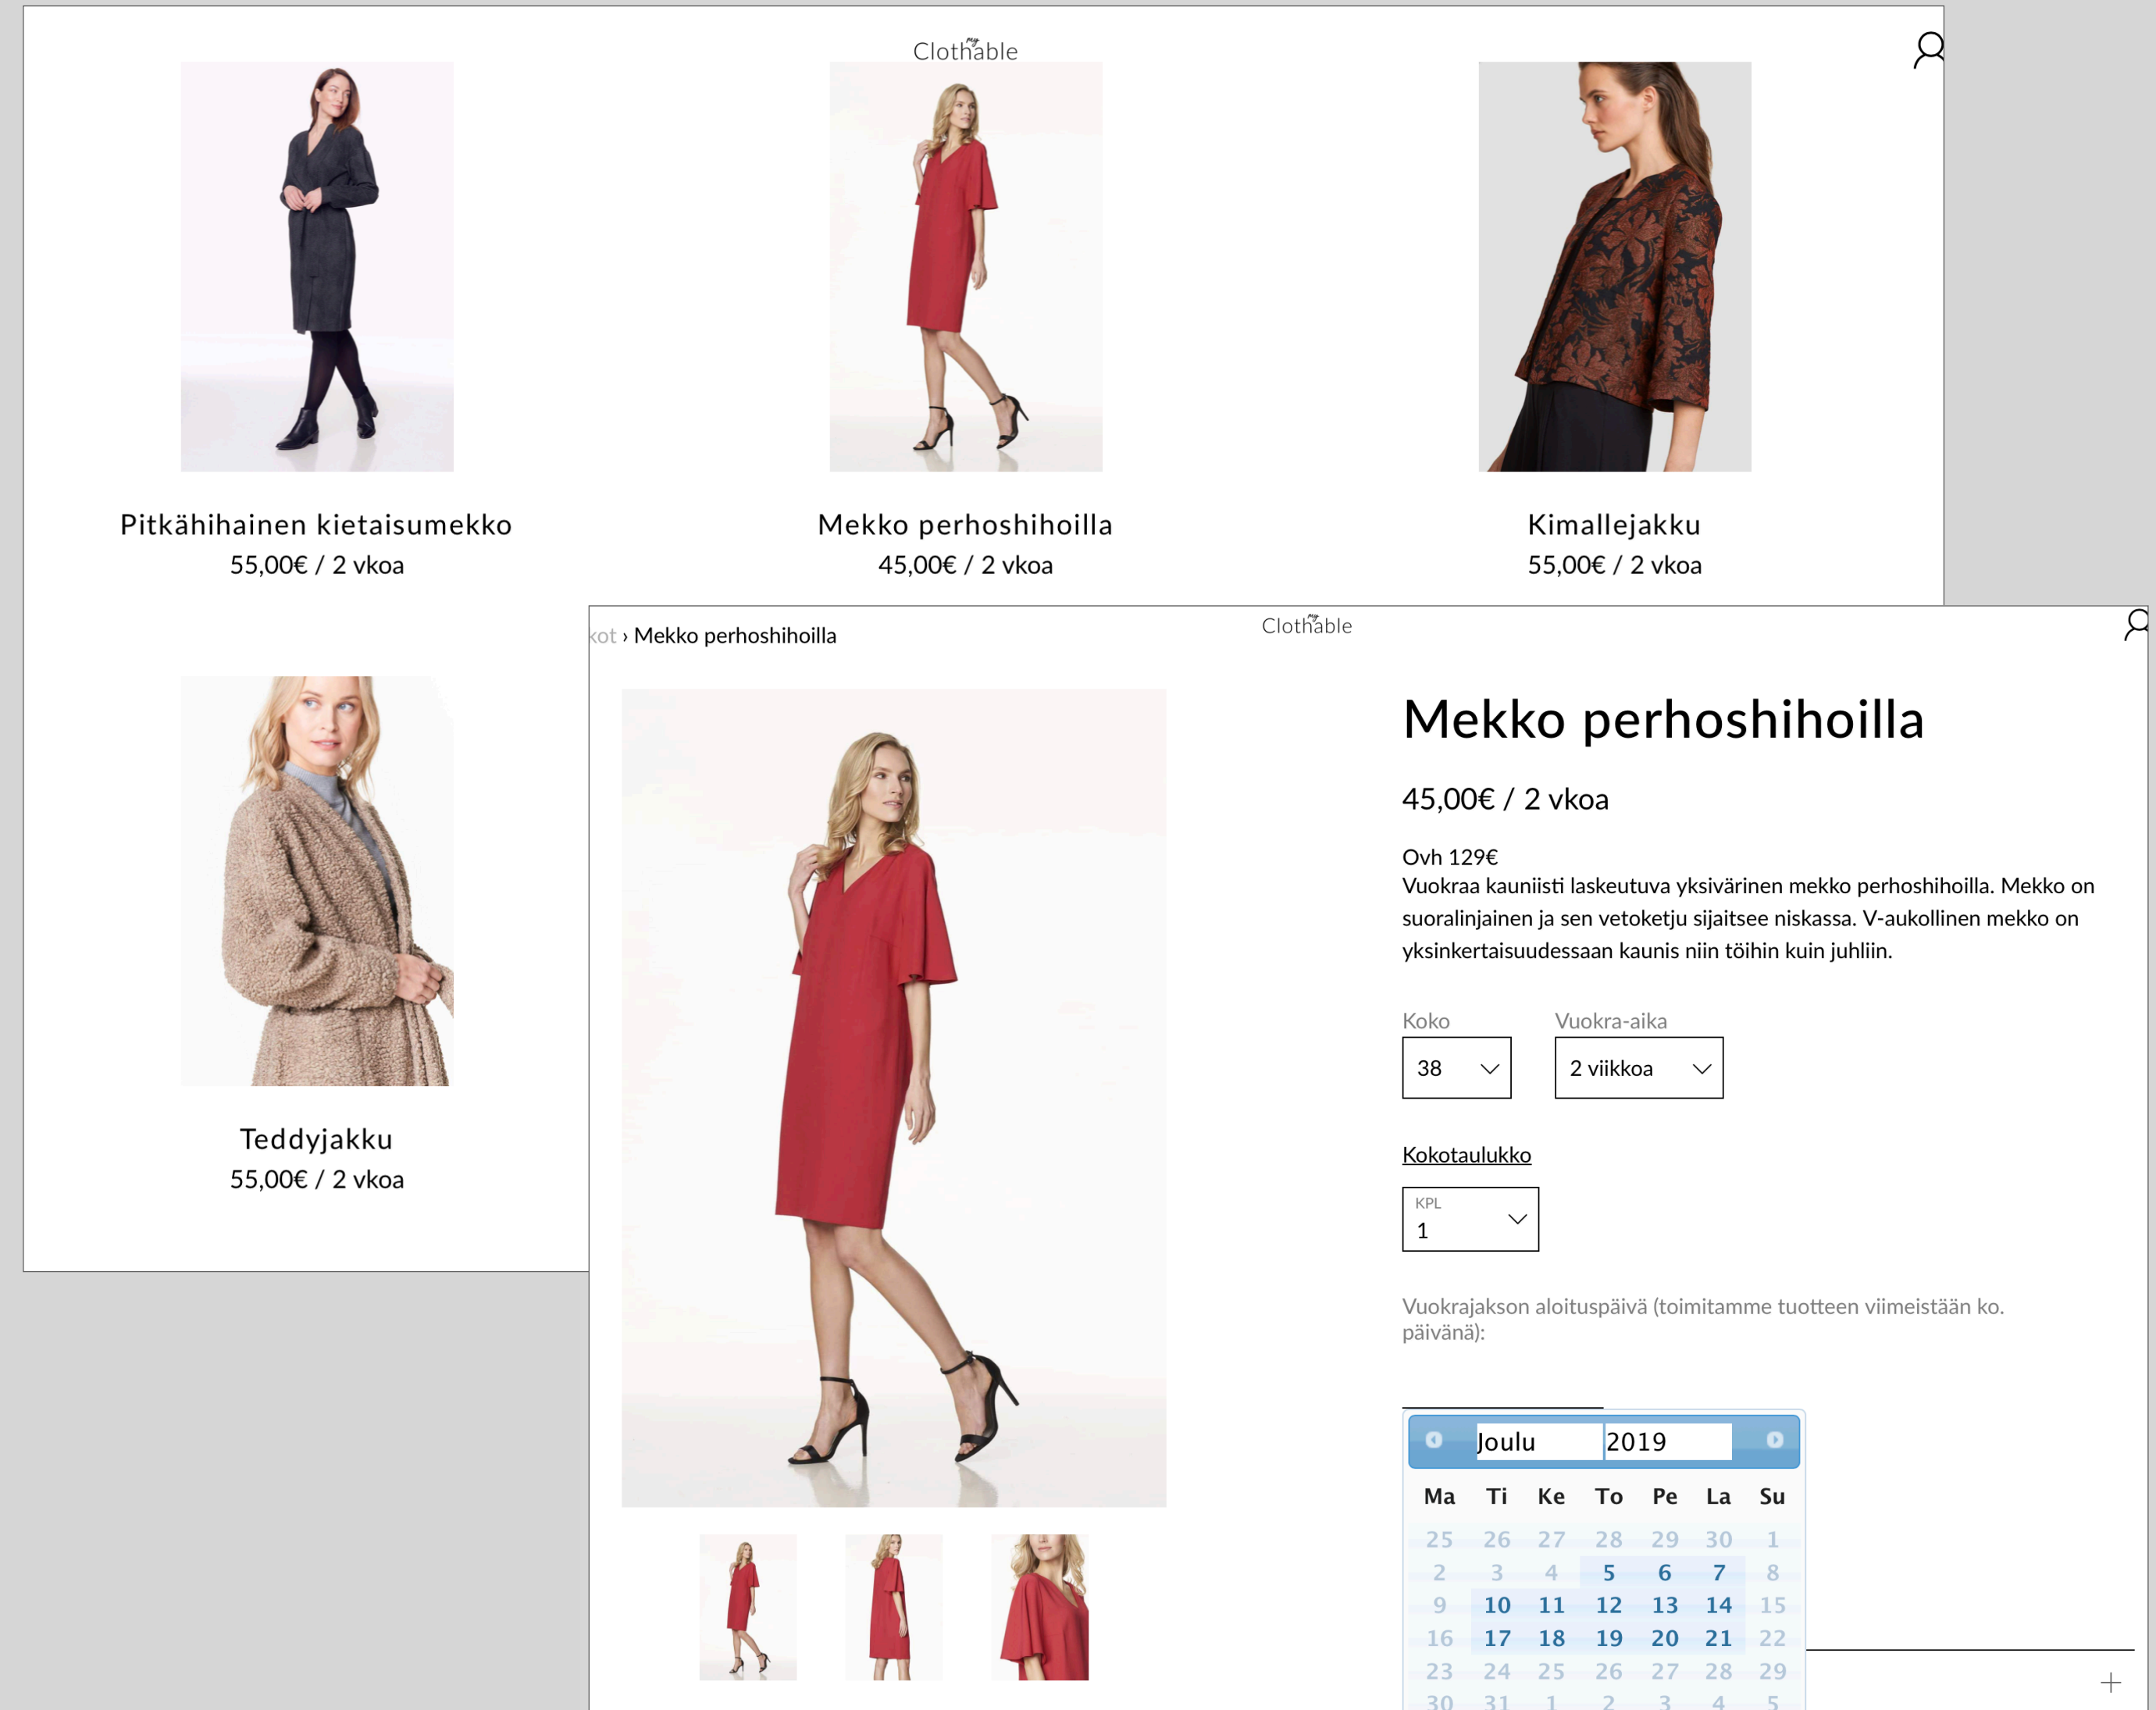 my
Clothable
Pitkähihainen kietaisumekko
55,00€ / 2 vkoa
Mekko perhoshihoilla
45,00€ / 2 vkoa
Kimallejakku
55,00€ / 2 vkoa
Teddyjakku
55,00€ / 2 vkoa
kot › Mekko perhoshihoilla
my
Clothable
Mekko perhoshihoilla
45,00€ / 2 vkoa
Ovh 129€
Vuokraa kauniisti laskeutuva yksivärinen mekko perhoshihoilla. Mekko on
suoralinjainen ja sen vetoketju sijaitsee niskassa. V-aukollinen mekko on
yksinkertaisuudessaan kaunis niin töihin kuin juhliin.
Koko Vuokra-aika
38 2 viikkoa
Kokotaulukko
KPL
1
Vuokrajakson aloituspäivä (toimitamme tuotteen viimeistään ko.
päivänä):
Joulu 2019
Ma Ti Ke To Pe La Su
25 26 27 28 29 30 1
2 3 4 5 6 7 8
9 10 11 12 13 14 15
16 17 18 19 20 21 22
23 24 25 26 27 28 29
30 31 1 2 3 4 5